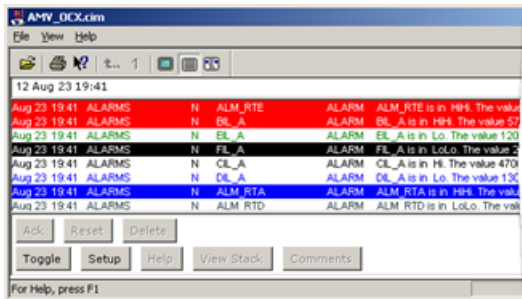 AMV_OCX.cim
File View Help
12 Aug 23 19:41
Aug 23 19:41 ALARMS N ALM_RTE ALARM ALM_RTE is in HiHi. The value
Aug 23 19:41 ALARMS N BL_A ALARM BL_A is in HiHi. The value 57
Aug 23 19:41 ALARMS N EIL_A ALARM EIL_A is in Lo. The value 120
Aug 23 19:41 ALARMS N FL_A ALARM FL_A is in LoLo. The value 2
Aug 23 19:41 ALARMS N CIL_A ALARM CIL_A is in Hi. The value 470
Aug 23 19:41 ALARMS N DIL_A ALARM DIL_A is in Lo. The value 130
Aug 23 19:41 ALARMS N ALM_RTA ALARM ALM_RTA is in HiHi. The valu
Aug 23 19:41 ALARMS N ALM_RTD ALARM ALM_RTD is in LoLo. The val
Ack Reset Delete
Toggle Setup Help View Stack Comments
For Help, press F1